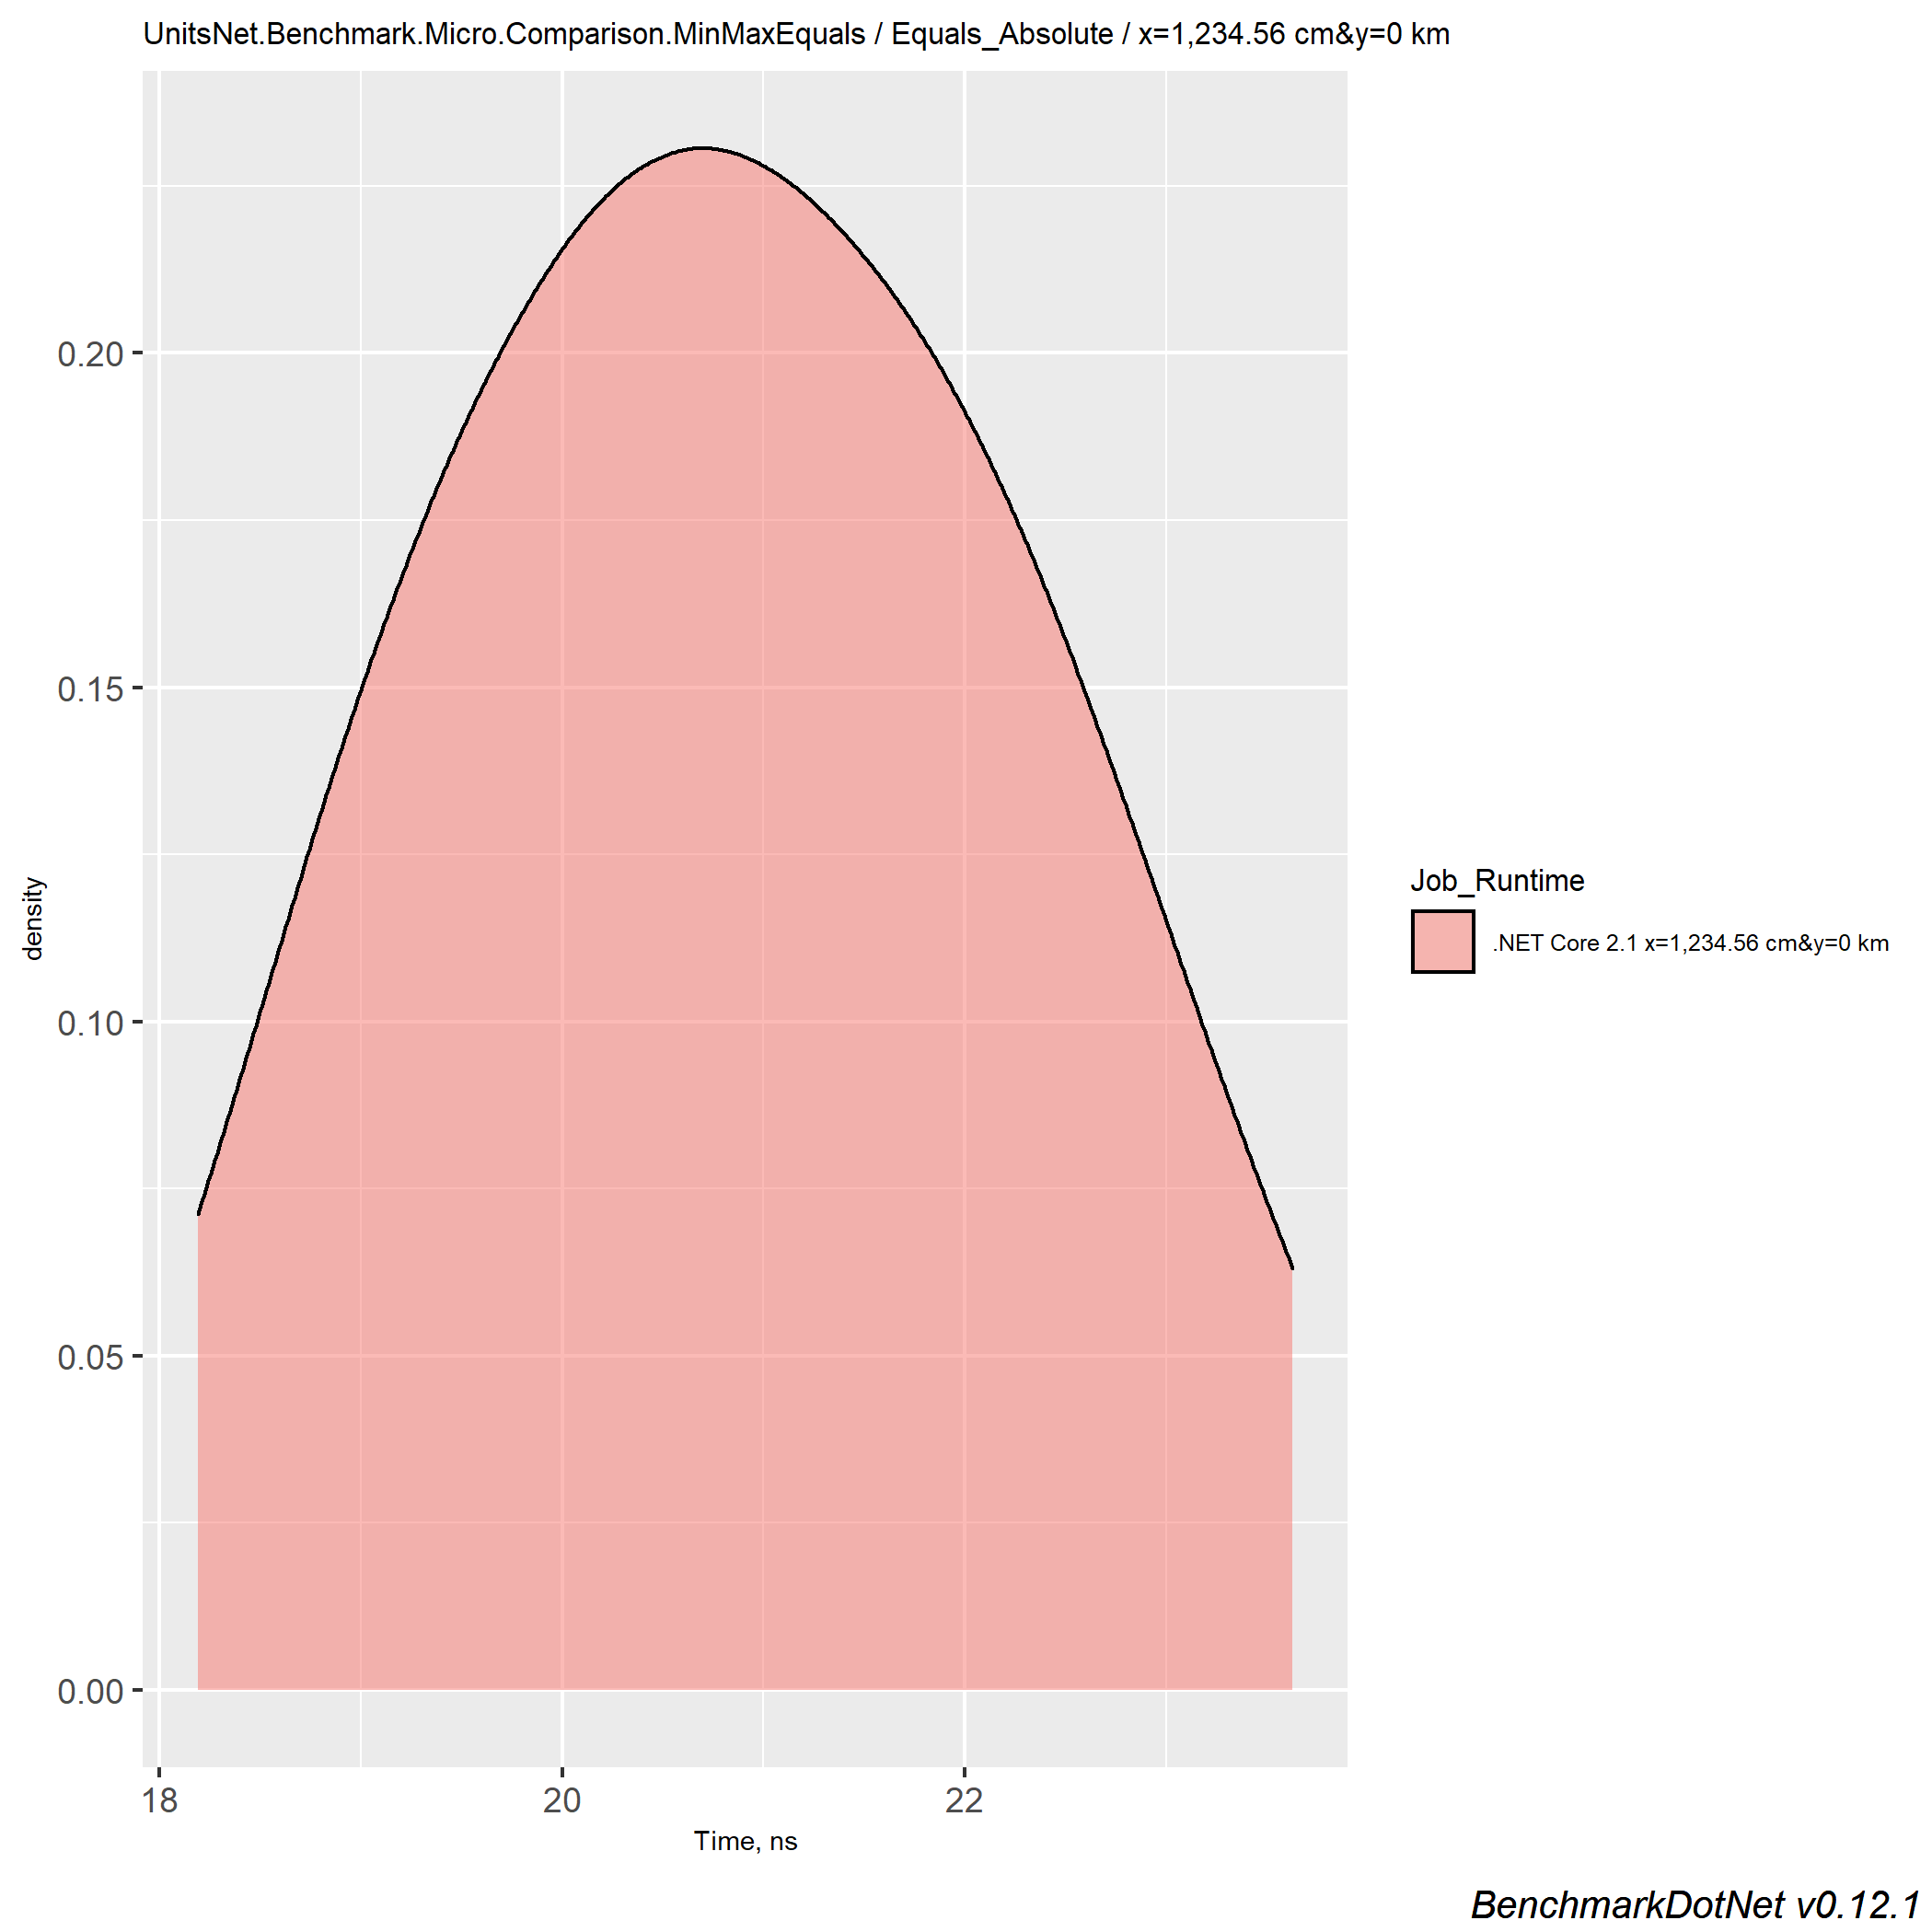 UnitsNet.Benchmark.Micro.Comparison.MinMaxEquals / Equals_Absolute / x=1,234.56 cm&y=0 km
density
0.20
0.15
0.10
0.05
0.00
18 20 22
Time, ns
Job_Runtime
.NET Core 2.1 x=1,234.56 cm&y=0 km
BenchmarkDotNet v0.12.1